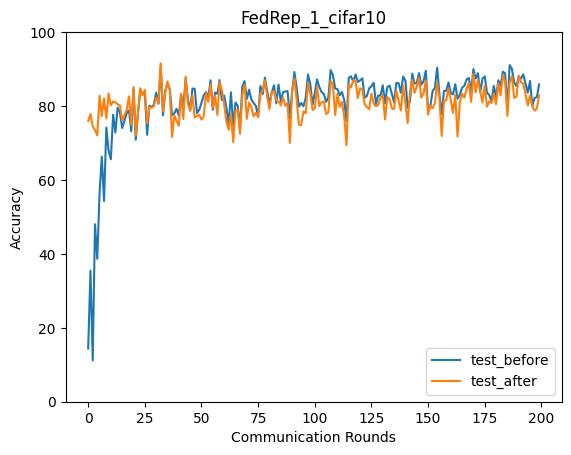 FedRep_1_cifar10
100
80
60
40
20
0
Accuracy
0 25 50 75 100 125 150 175 200
Communication Rounds
test_before
test_after